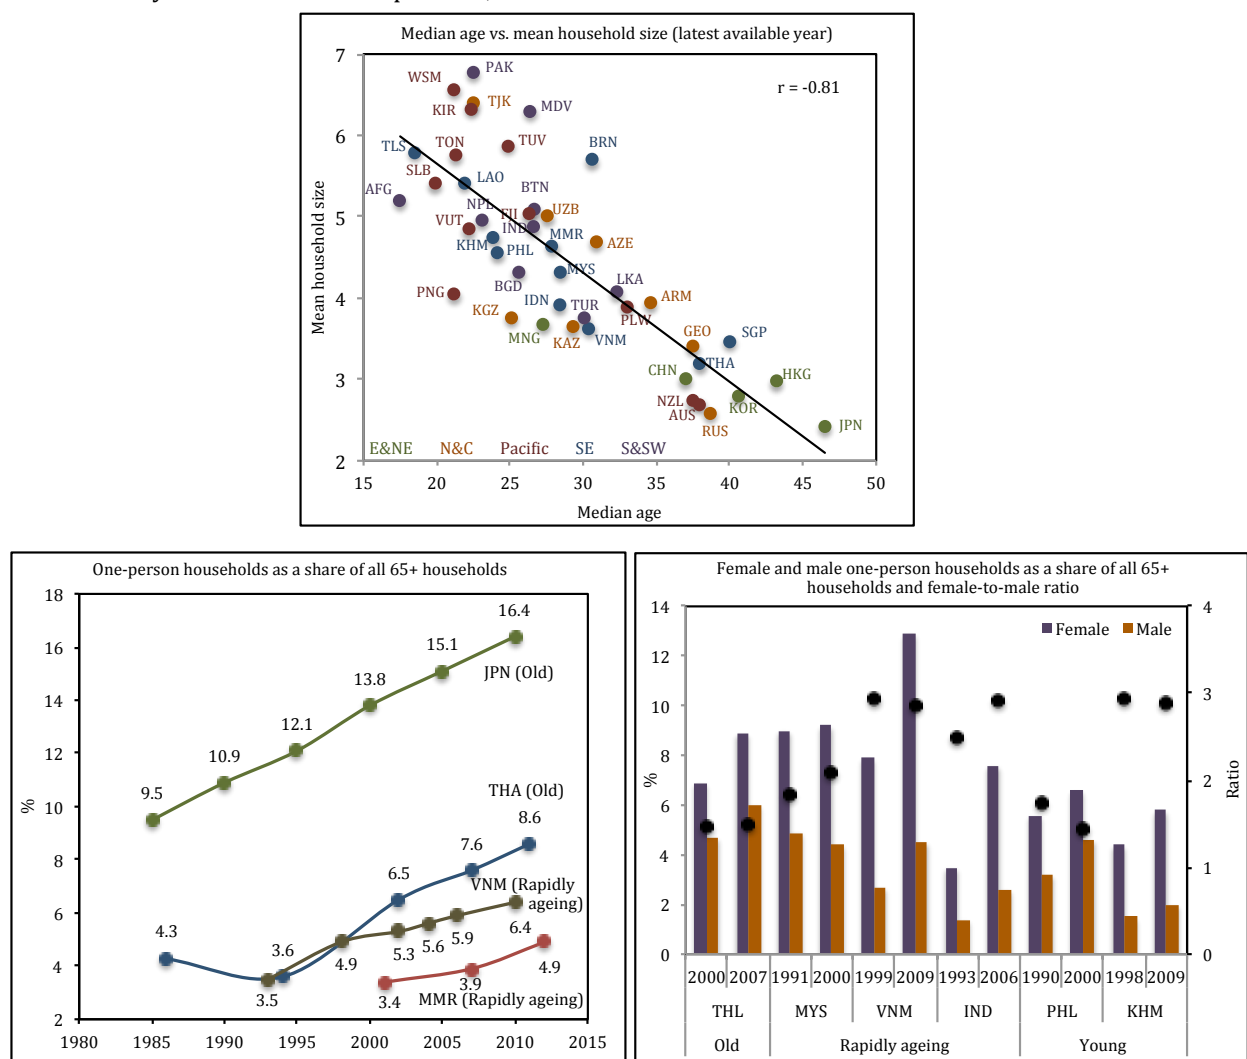 Median age vs. mean household size (latest available year)
7
6
5
4
3
2
Mean household size
r = -0.81
PAK
WSM
TJK
KIR
MDV
TUV
BRN
TLS
TON
SLB
LAO
AFG
BTN
NPL
FJI
UZB
VUT
IND
MMR
AZE
KHM
PHL
MYS
BGD
LKA
PNG
IDN
TUR
ARM
KGZ
PLW
MNG
KAZ
VNM
GEO
SGP
THA
CHN
HKG
NZL
KOR
AUS
RUS
JPN
E&NE N&C Pacific SE S&SW
15 20 25 30 35 40 45 50
Median age
One-person households as a share of all 65+ households
18
16
14
12
10
8
6
4
2
%
9.5
10.9
12.1
13.8
15.1
16.4
JPN (Old)
THA (Old)
4.3
3.6
6.5
7.6
8.6
VNM (Rapidly
ageing)
3.5
4.9
5.3
5.6
5.9
6.4
3.4
3.9
4.9
MMR (Rapidly ageing)
1980 1985 1990 1995 2000 2005 2010 2015
Female and male one-person households as a share of all 65+
households and female-to-male ratio
14
12
10
8
6
4
2
0
%
Female Male
4
3
2
1
0
Ratio
2000 2007 1991 2000 1999 2009 1993 2006 1990 2000 1998 2009
THL MYS VNM IND PHL KHM
Old Rapidly ageing Young